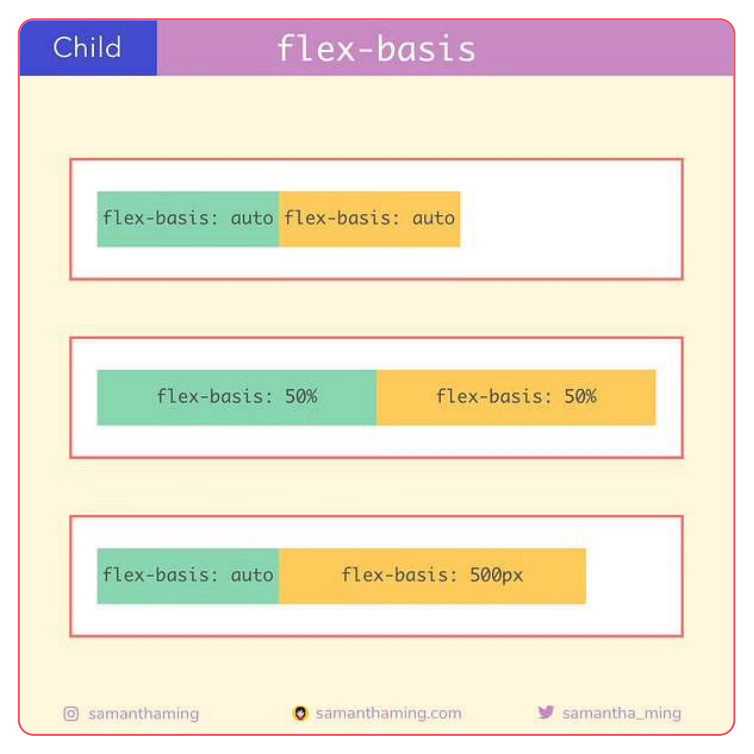 Child
flex-basis
flex-basis: auto flex-basis: auto
flex-basis: 50% flex-basis: 50%
flex-basis: auto flex-basis: 500px
samanthaming samanthaming.com samantha_ming